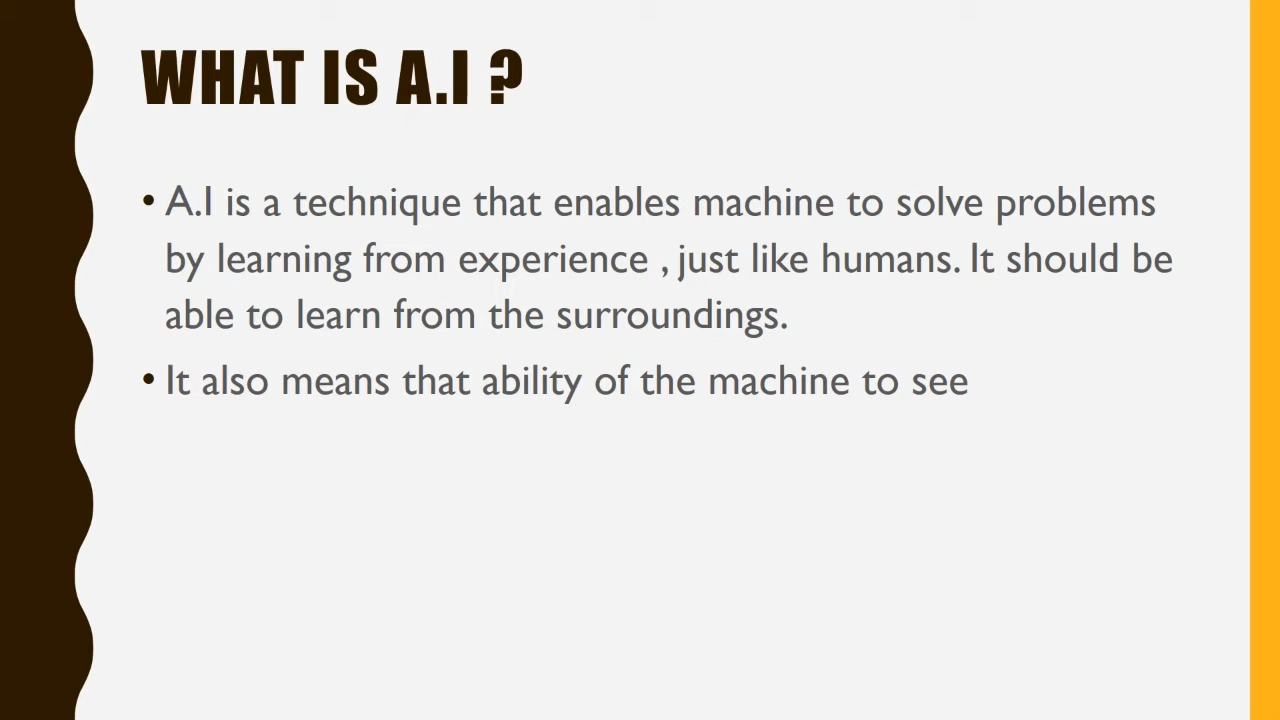 WHAT IS A.I ?
• A.I is a technique that enables machine to solve problems
by learning from experience , just like humans. It should be
able to learn from the surroundings.
• It also means that ability of the machine to see